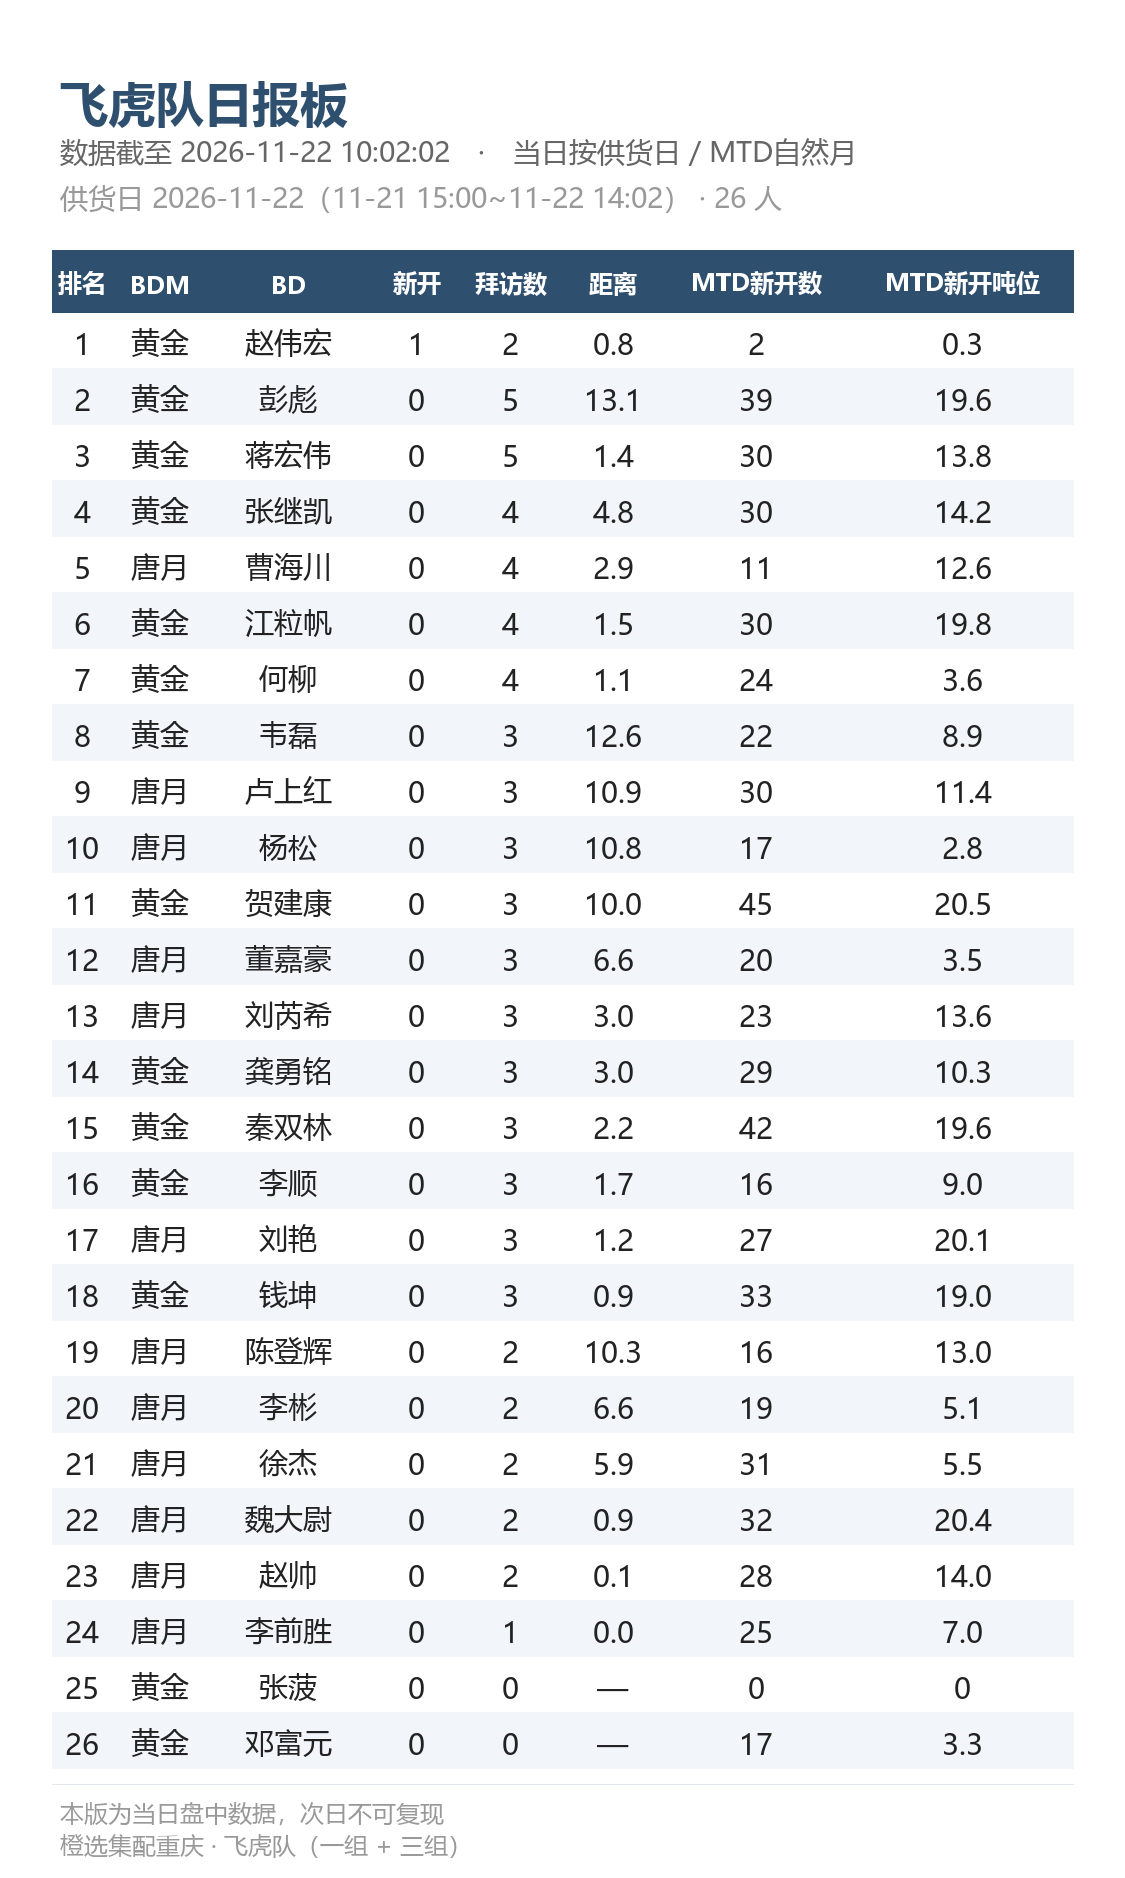 飞虎队日报板
数据截至 2026-11-22 10:02:02 · 当日按供货日 / MTD自然月
供货日 2026-11-22（11-21 15:00~11-22 14:02）· 26 人
排名 BDM BD 新开 拜访数 距离 MTD新开数 MTD新开吨位
1 黄金 赵伟宏 1 2 0.8 2 0.3
2 黄金 彭彪 0 5 13.1 39 19.6
3 黄金 蒋宏伟 0 5 1.4 30 13.8
4 黄金 张继凯 0 4 4.8 30 14.2
5 唐月 曹海川 0 4 2.9 11 12.6
6 黄金 江粒帆 0 4 1.5 30 19.8
7 黄金 何柳 0 4 1.1 24 3.6
8 黄金 韦磊 0 3 12.6 22 8.9
9 唐月 卢上红 0 3 10.9 30 11.4
10 唐月 杨松 0 3 10.8 17 2.8
11 黄金 贺建康 0 3 10.0 45 20.5
12 唐月 董嘉豪 0 3 6.6 20 3.5
13 唐月 刘芮希 0 3 3.0 23 13.6
14 黄金 龚勇铭 0 3 3.0 29 10.3
15 黄金 秦双林 0 3 2.2 42 19.6
16 黄金 李顺 0 3 1.7 16 9.0
17 唐月 刘艳 0 3 1.2 27 20.1
18 黄金 钱坤 0 3 0.9 33 19.0
19 唐月 陈登辉 0 2 10.3 16 13.0
20 唐月 李彬 0 2 6.6 19 5.1
21 唐月 徐杰 0 2 5.9 31 5.5
22 唐月 魏大尉 0 2 0.9 32 20.4
23 唐月 赵帅 0 2 0.1 28 14.0
24 唐月 李前胜 0 1 0.0 25 7.0
25 黄金 张菠 0 0 — 0 0
26 黄金 邓富元 0 0 — 17 3.3
本版为当日盘中数据，次日不可复现
橙选集配重庆 · 飞虎队（一组 + 三组）